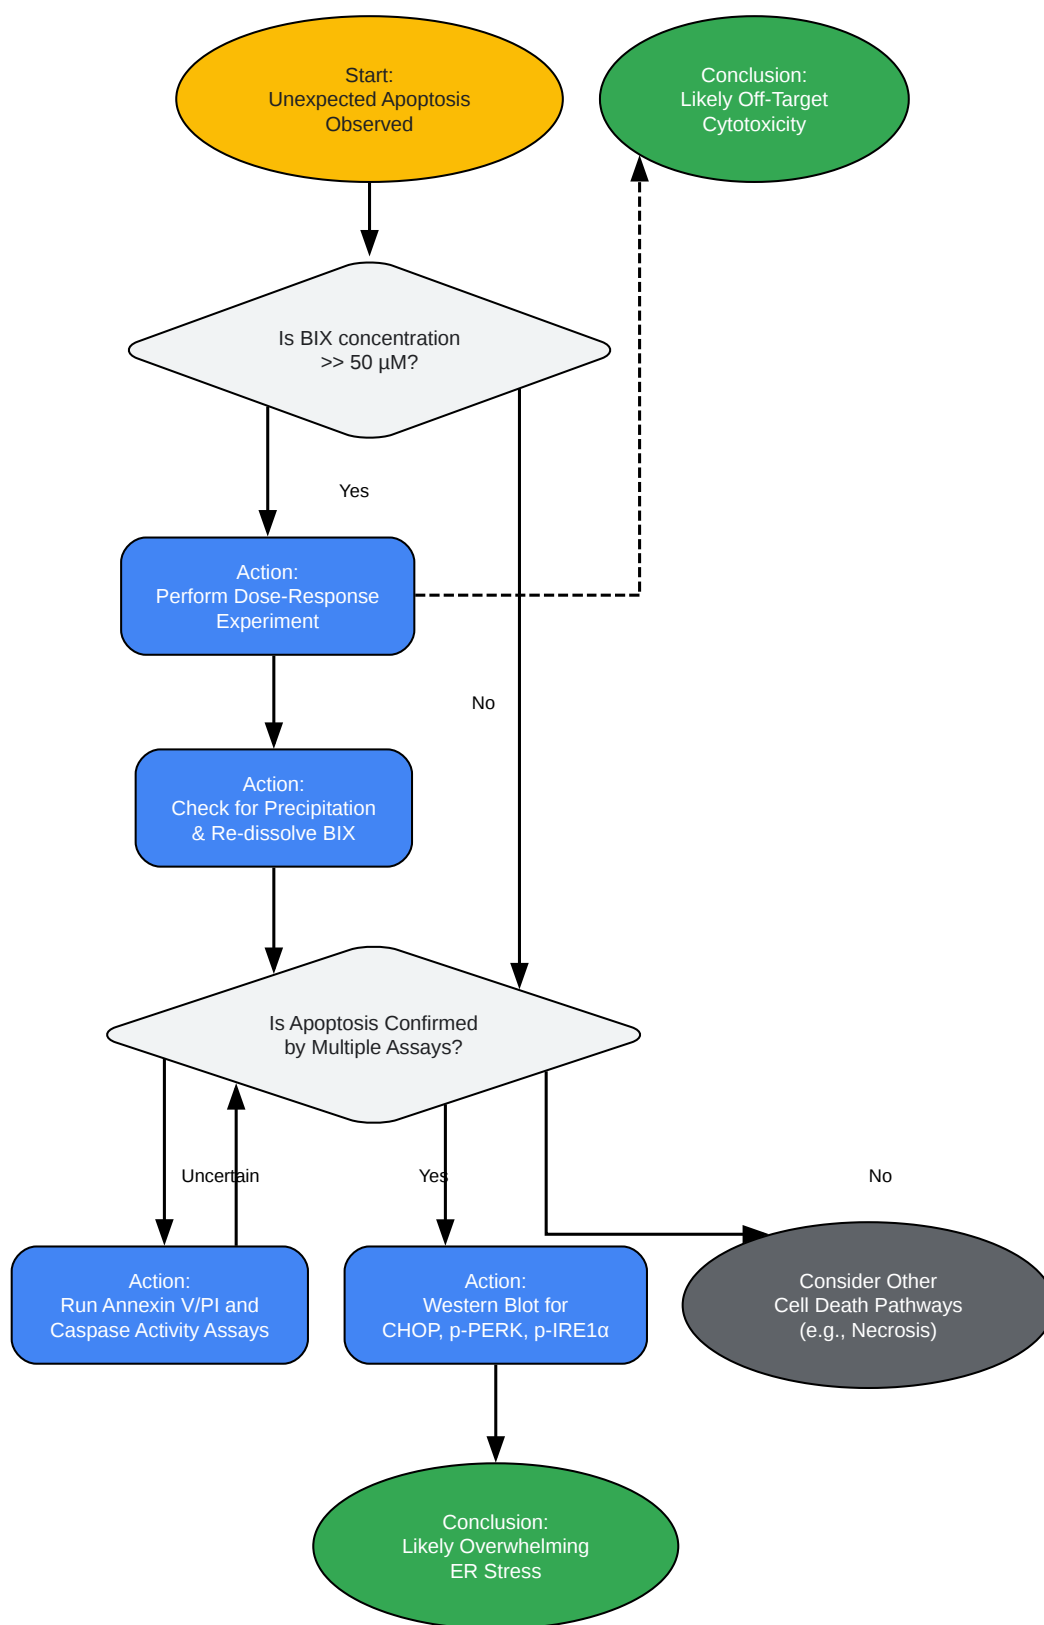 Start:
Unexpected Apoptosis
Observed
Conclusion:
Likely Off-Target
Cytotoxicity
Is BIX concentration
>> 50 µM?
Yes
Action:
Perform Dose-Response
Experiment
No
Action:
Check for Precipitation
& Re-dissolve BIX
Is Apoptosis Confirmed
by Multiple Assays?
Uncertain
Yes
No
Action:
Run Annexin V/PI and
Caspase Activity Assays
Action:
Western Blot for
CHOP, p-PERK, p-IRE1α
Consider Other
Cell Death Pathways
(e.g., Necrosis)
Conclusion:
Likely Overwhelming
ER Stress